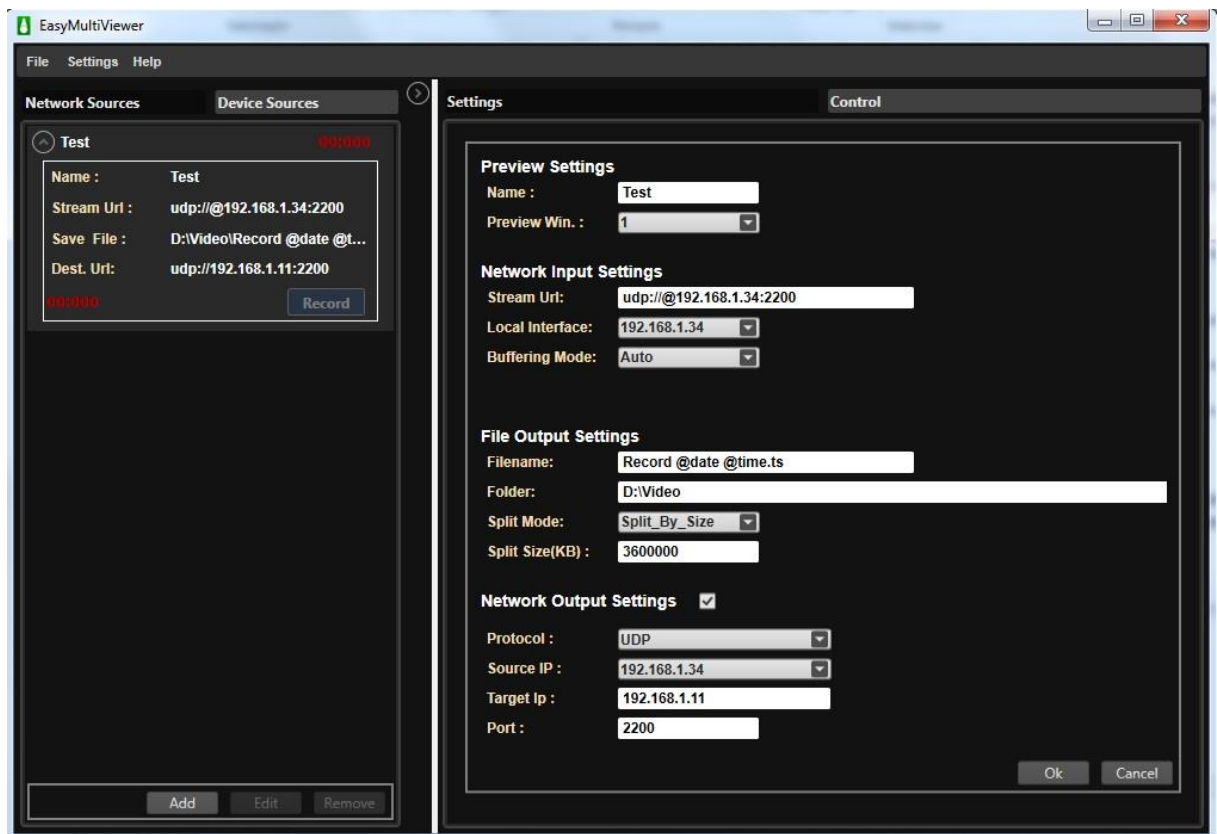 EasyMultiViewer
File Settings Help
Network Sources Device Sources
Test 00:000
Name : Test
Stream Url : udp://@192.168.1.34:2200
Save File : D:\Video\Record @date @t...
Dest. Url: udp://192.168.1.11:2200
00:000 Record
Add Edit Remove
Settings Control
Preview Settings
Name : Test
Preview Win. : 1
Network Input Settings
Stream Url: udp://@192.168.1.34:2200
Local Interface: 192.168.1.34
Buffering Mode: Auto
File Output Settings
Filename: Record @date @time.ts
Folder: D:\Video
Split Mode: Split_By_Size
Split Size(KB) : 3600000
Network Output Settings
Protocol : UDP
Source IP : 192.168.1.34
Target Ip : 192.168.1.11
Port : 2200
Ok Cancel